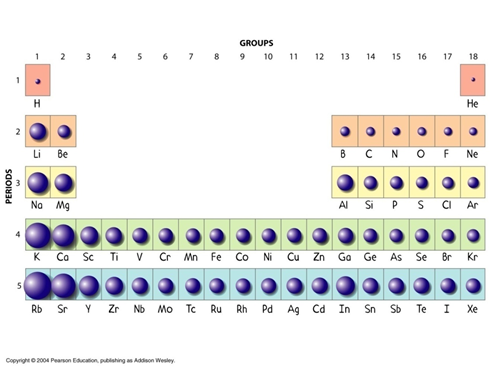 GROUPS
1 2 3 4 5 6 7 8 9 10 11 12 13 14 15 16 17 18
PERIODS
1
H He
2
Li Be B C N O F Ne
3
Na Mg Al Si P S Cl Ar
4
K Ca Sc Ti V Cr Mn Fe Co Ni Cu Zn Ga Ge As Se Br Kr
5
Rb Sr Y Zr Nb Mo Tc Ru Rh Pd Ag Cd In Sn Sb Te I Xe
Copyright © 2004 Pearson Education, publishing as Addison Wesley.